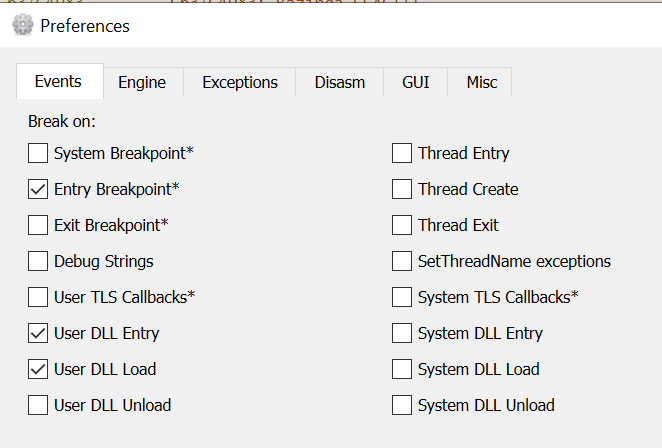 Preferences
Events Engine Exceptions Disasm GUI Misc
Break on:
System Breakpoint* Thread Entry
Entry Breakpoint* Thread Create
Exit Breakpoint* Thread Exit
Debug Strings SetThreadName exceptions
User TLS Callbacks* System TLS Callbacks*
User DLL Entry System DLL Entry
User DLL Load System DLL Load
User DLL Unload System DLL Unload